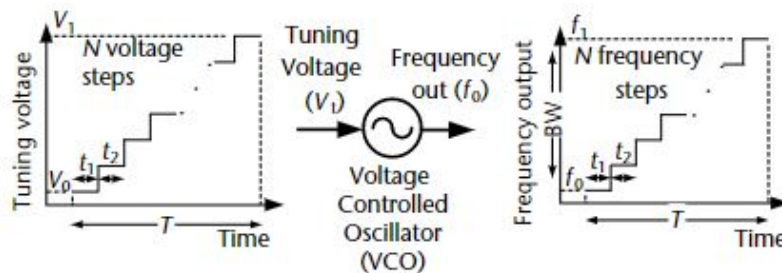 V₁
N voltage
steps
t₁
t₂
V₀
T
Time
Tuning voltage
Tuning
Voltage
(V₁)
Frequency
out (f₀)
Voltage
Controlled
Oscillator
(VCO)
f₁
N frequency
steps
BW
t₁
t₂
f₀
T
Time
Frequency output